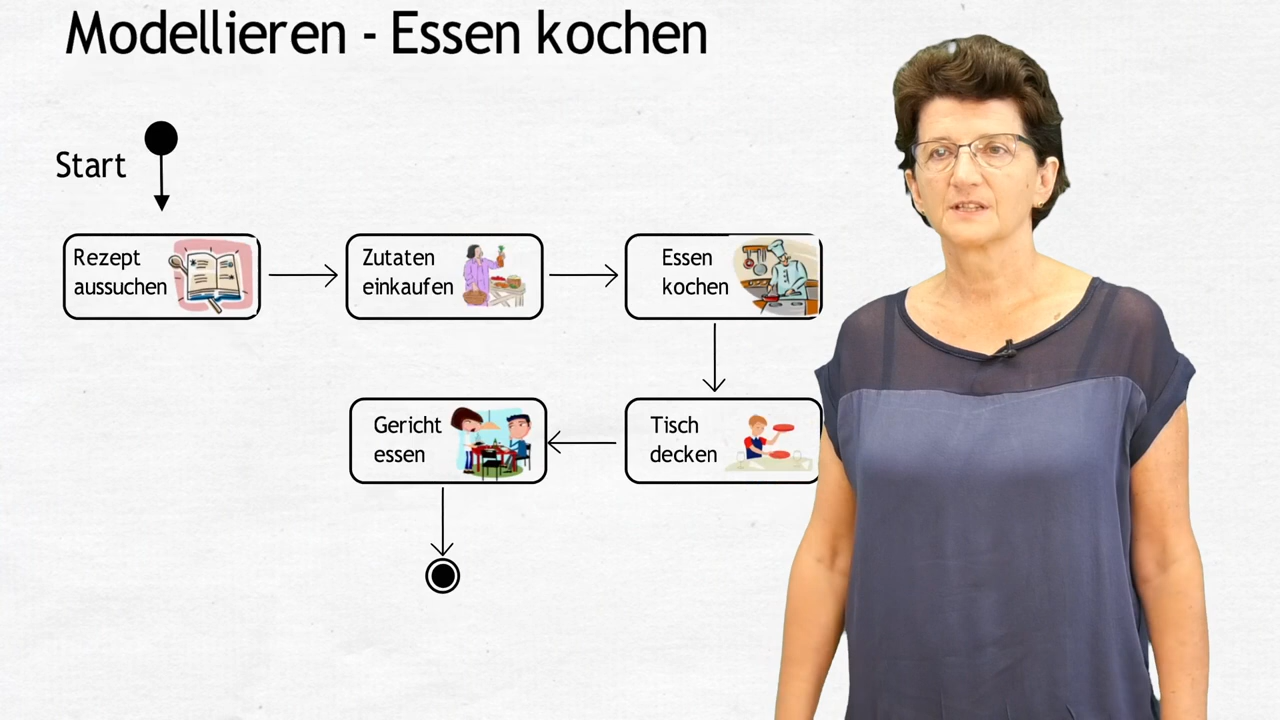 Modellieren - Essen kochen
Start
Rezept
aussuchen
Zutaten
einkaufen
Essen
kochen
Gericht
essen
Tisch
decken